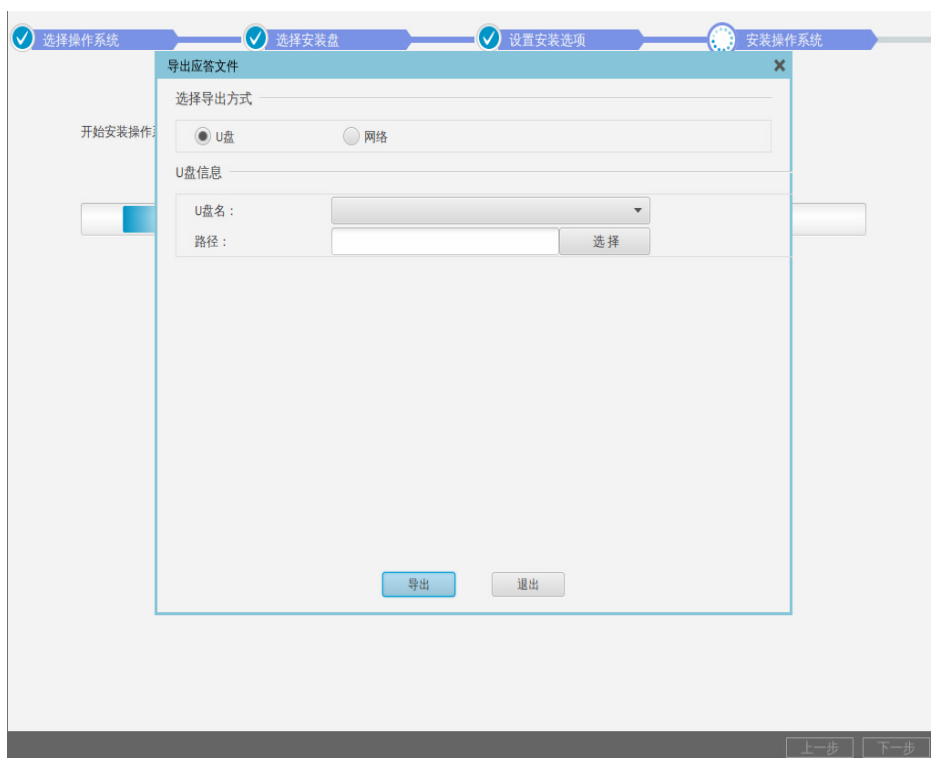 选择操作系统 选择安装盘 设置安装选项 安装操作系统
导出应答文件
选择导出方式
开始安装操作
U盘 网络
U盘信息
U盘名：
路径： 选择
导出 退出
上一步 下一步